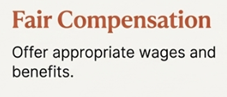 Fair Compensation
Offer appropriate wages and
benefits.